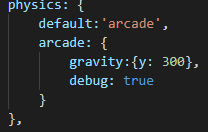 physics: {
default:'arcade',
arcade: {
gravity:{y: 300},
debug: true
}
},